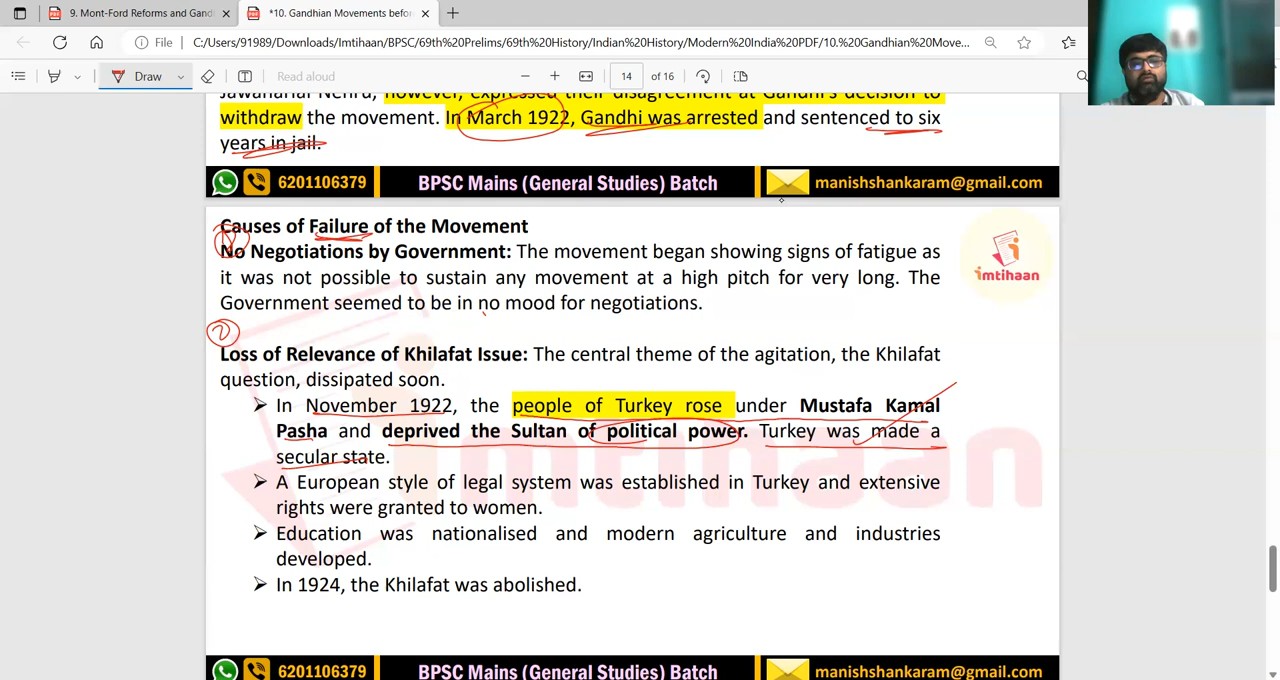 9. Mont-Ford Reforms and Gandh
*10. Gandhian Movements befor
File
C:/Users/91989/Downloads/Imtihaan/BPSC/69th%20Prelims/69th%20History/Indian%20History/Modern%20India%20PDF/10.%20Gandhian%20Move...
Draw
Read aloud
14 of 16
Jawaharlal Nehru, however, expressed their disagreement at Gandhi's decision to
withdraw the movement. In March 1922, Gandhi was arrested and sentenced to six
years in jail.
6201106379 BPSC Mains (General Studies) Batch manishshankaram@gmail.com
Causes of Failure of the Movement
No Negotiations by Government: The movement began showing signs of fatigue as
it was not possible to sustain any movement at a high pitch for very long. The
Government seemed to be in no mood for negotiations.
imtihaan
2
Loss of Relevance of Khilafat Issue: The central theme of the agitation, the Khilafat
question, dissipated soon.
➢ In November 1922, the people of Turkey rose under Mustafa Kamal
Pasha and deprived the Sultan of political power. Turkey was made a
secular state.
➢ A European style of legal system was established in Turkey and extensive
rights were granted to women.
➢ Education was nationalised and modern agriculture and industries
developed.
➢ In 1924, the Khilafat was abolished.
imtihaan
6201106379 BPSC Mains (General Studies) Batch manishshankaram@gmail.com